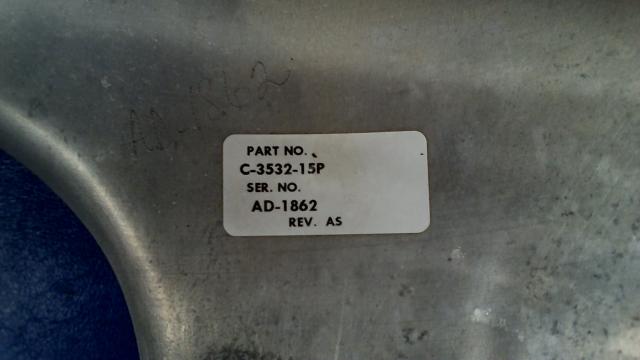 AD-1862
PART NO.
C-3532-15P
SER. NO.
AD-1862
REV. AS